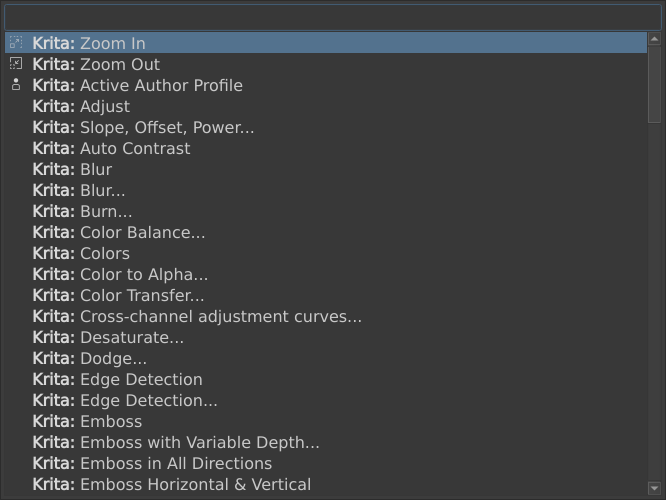 Krita: Zoom In
Krita: Zoom Out
Krita: Active Author Profile
Krita: Adjust
Krita: Slope, Offset, Power...
Krita: Auto Contrast
Krita: Blur
Krita: Blur...
Krita: Burn...
Krita: Color Balance...
Krita: Colors
Krita: Color to Alpha...
Krita: Color Transfer...
Krita: Cross-channel adjustment curves...
Krita: Desaturate...
Krita: Dodge...
Krita: Edge Detection
Krita: Edge Detection...
Krita: Emboss
Krita: Emboss with Variable Depth...
Krita: Emboss in All Directions
Krita: Emboss Horizontal & Vertical